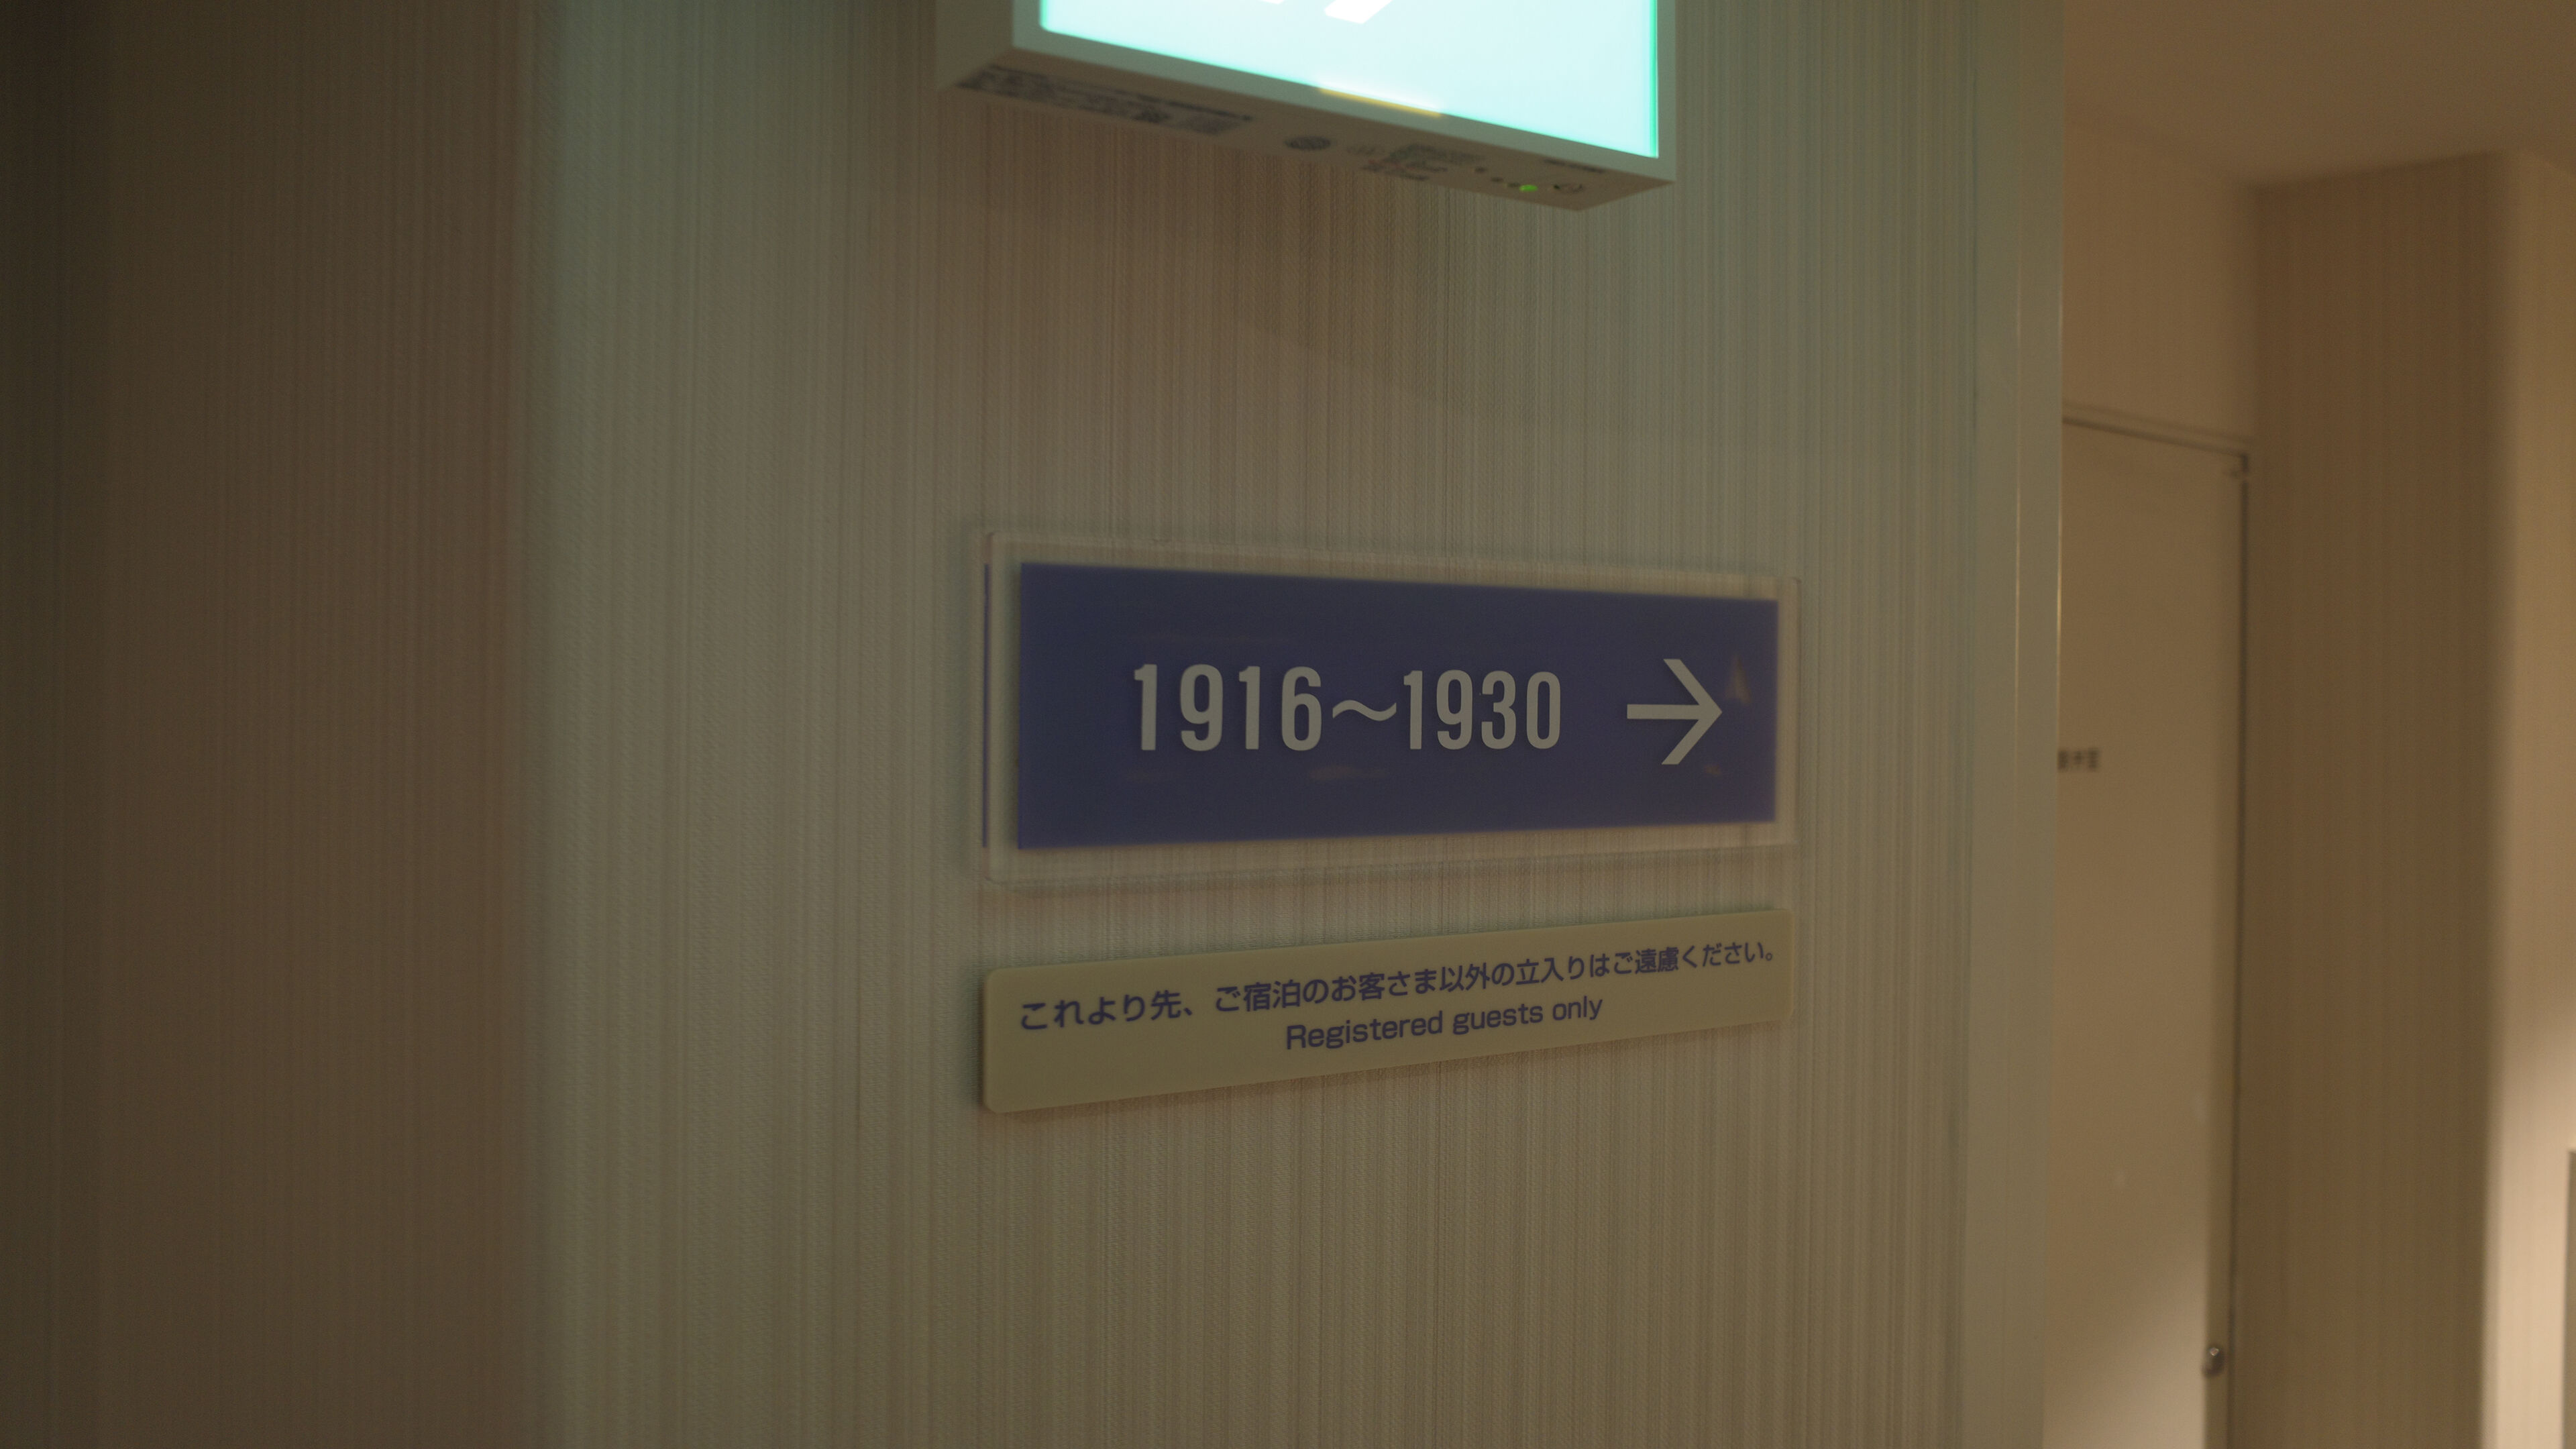 1916～1930 →
これより先、ご宿泊のお客さま以外の立入りはご遠慮ください。
Registered guests only